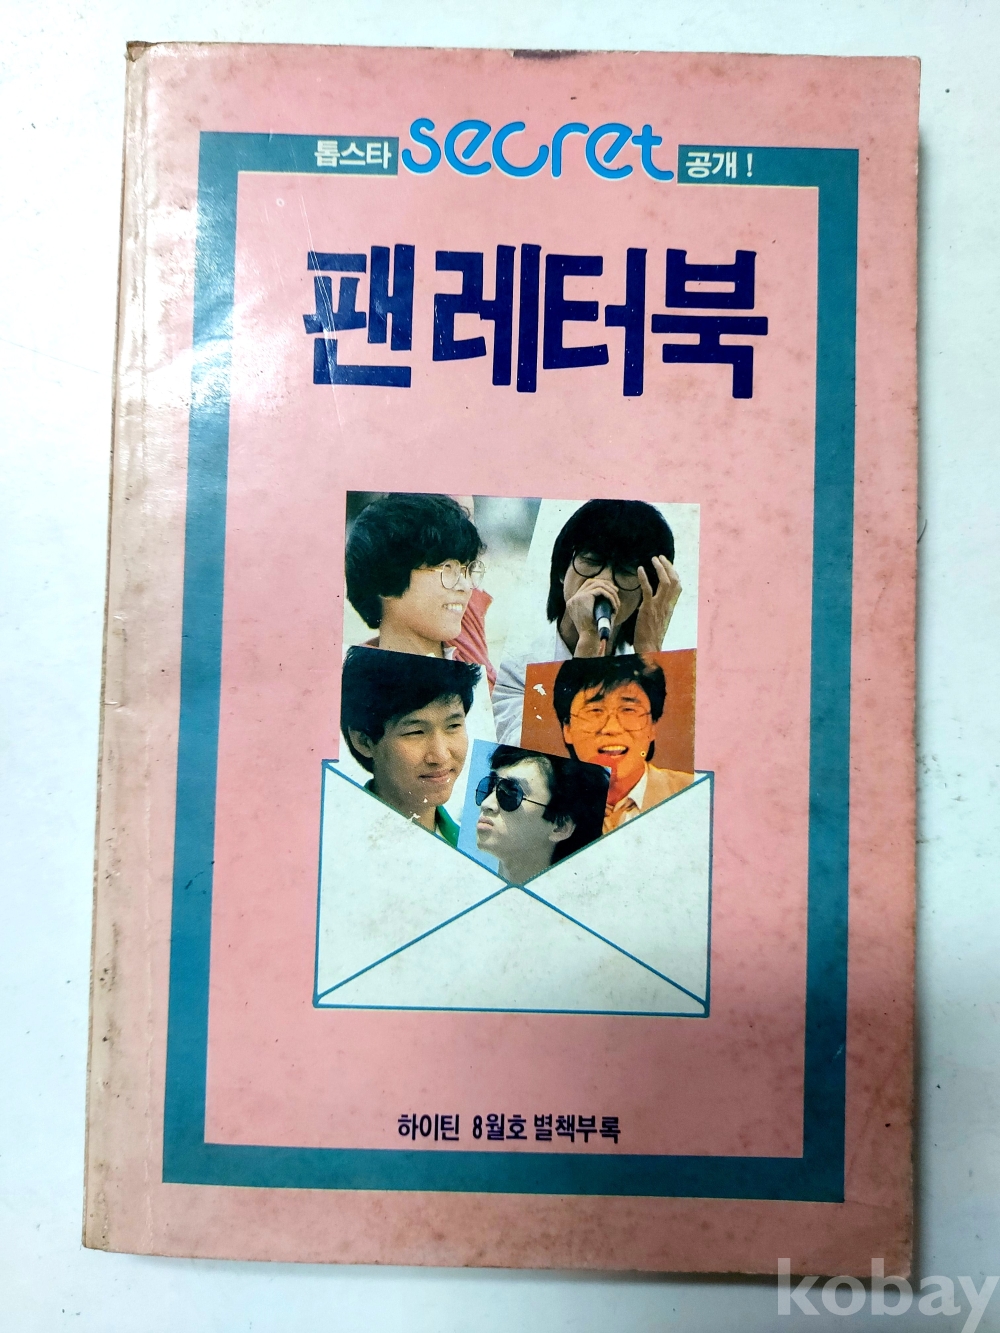 톱스타 secret 공개!
팬레터북
하이틴 8월호 별책부록
kobay